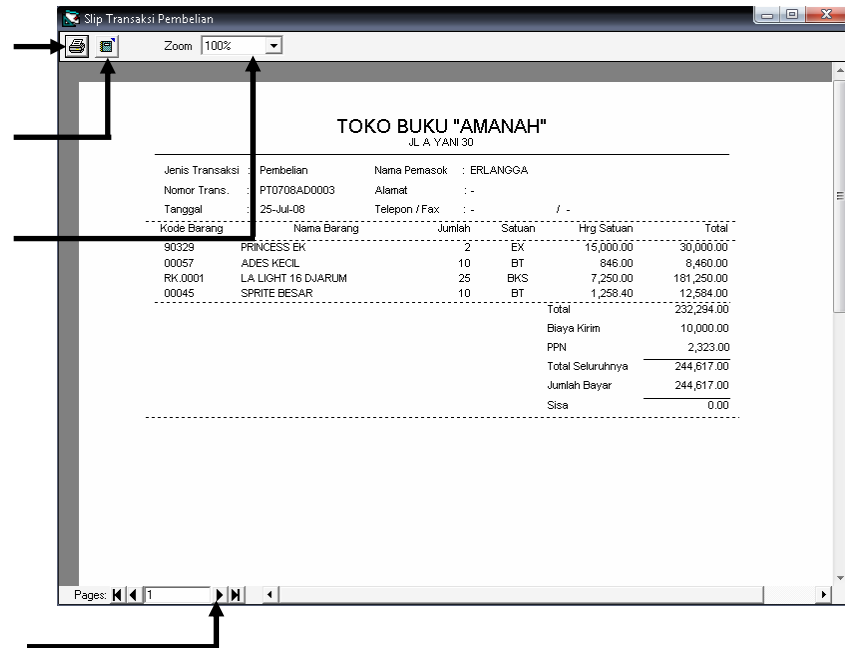 Slip Transaksi Pembelian
Zoom 100%
TOKO BUKU "AMANAH"
JL A YANI 30
Jenis Transaksi : Pembelian Nama Pemasok : ERLANGGA
Nomor Trans. : PT0708AD0003 Alamat : -
Tanggal : 25-Jul-08 Telepon / Fax : - / -
Kode Barang Nama Barang Jumlah Satuan Hrg Satuan Total
90329 PRINCESS EK 2 EX 15,000.00 30,000.00
00057 ADES KECIL 10 BT 846.00 8,460.00
RK.0001 LA LIGHT 16 DJARUM 25 BKS 7,250.00 181,250.00
00045 SPRITE BESAR 10 BT 1,258.40 12,584.00
Total 232,294.00
Biaya Kirim 10,000.00
PPN 2,323.00
Total Seluruhnya 244,617.00
Jumlah Bayar 244,617.00
Sisa 0.00
Pages: 1